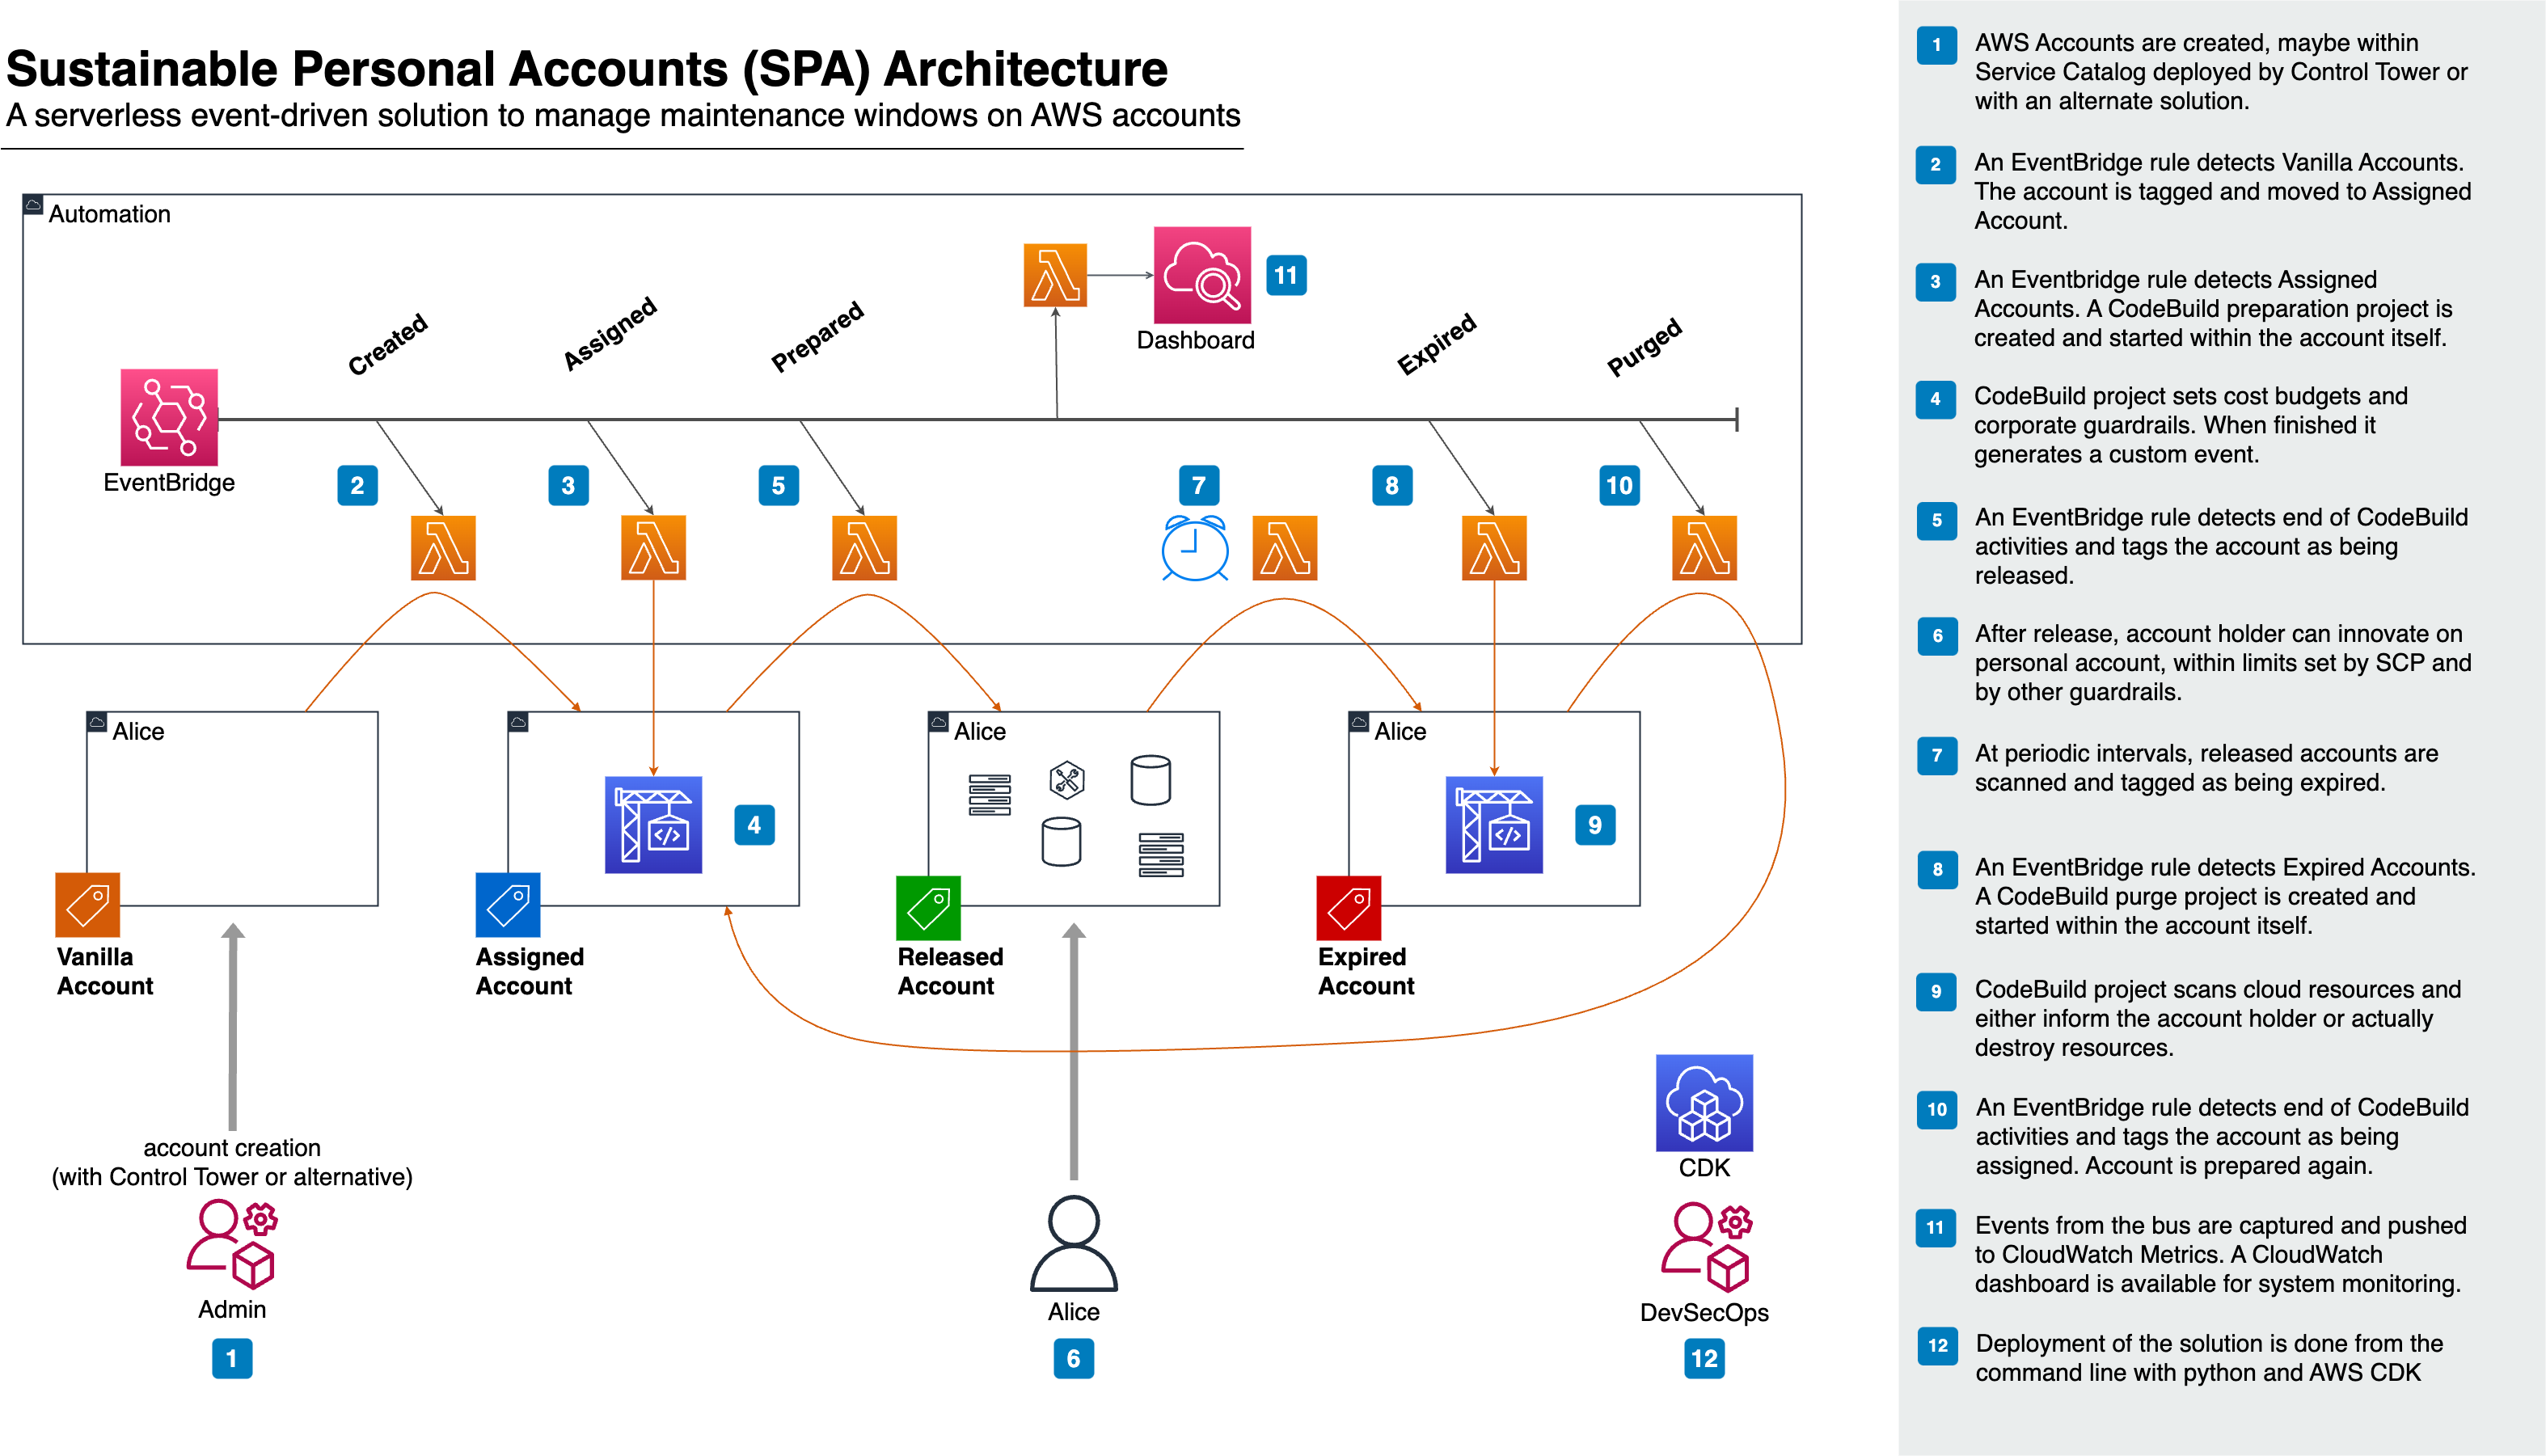 Sustainable Personal Accounts (SPA) Architecture
A serverless event-driven solution to manage maintenance windows on AWS accounts
Automation
11
Dashboard
Created
Assigned
Prepared
Expired
Purged
EventBridge
2
3
5
7
8
10
Alice
Alice
Alice
4
9
Vanilla
Account
Assigned
Account
Released
Account
Expired
Account
account creation
(with Control Tower or alternative)
Admin
1
Alice
6
CDK
DevSecOps
12
1
AWS Accounts are created, maybe within
Service Catalog deployed by Control Tower or
with an alternate solution.
2
An EventBridge rule detects Vanilla Accounts.
The account is tagged and moved to Assigned
Account.
3
An Eventbridge rule detects Assigned
Accounts. A CodeBuild preparation project is
created and started within the account itself.
4
CodeBuild project sets cost budgets and
corporate guardrails. When finished it
generates a custom event.
5
An EventBridge rule detects end of CodeBuild
activities and tags the account as being
released.
6
After release, account holder can innovate on
personal account, within limits set by SCP and
by other guardrails.
7
At periodic intervals, released accounts are
scanned and tagged as being expired.
8
An EventBridge rule detects Expired Accounts.
A CodeBuild purge project is created and
started within the account itself.
9
CodeBuild project scans cloud resources and
either inform the account holder or actually
destroy resources.
10
An EventBridge rule detects end of CodeBuild
activities and tags the account as being
assigned. Account is prepared again.
11
Events from the bus are captured and pushed
to CloudWatch Metrics. A CloudWatch
dashboard is available for system monitoring.
12
Deployment of the solution is done from the
command line with python and AWS CDK